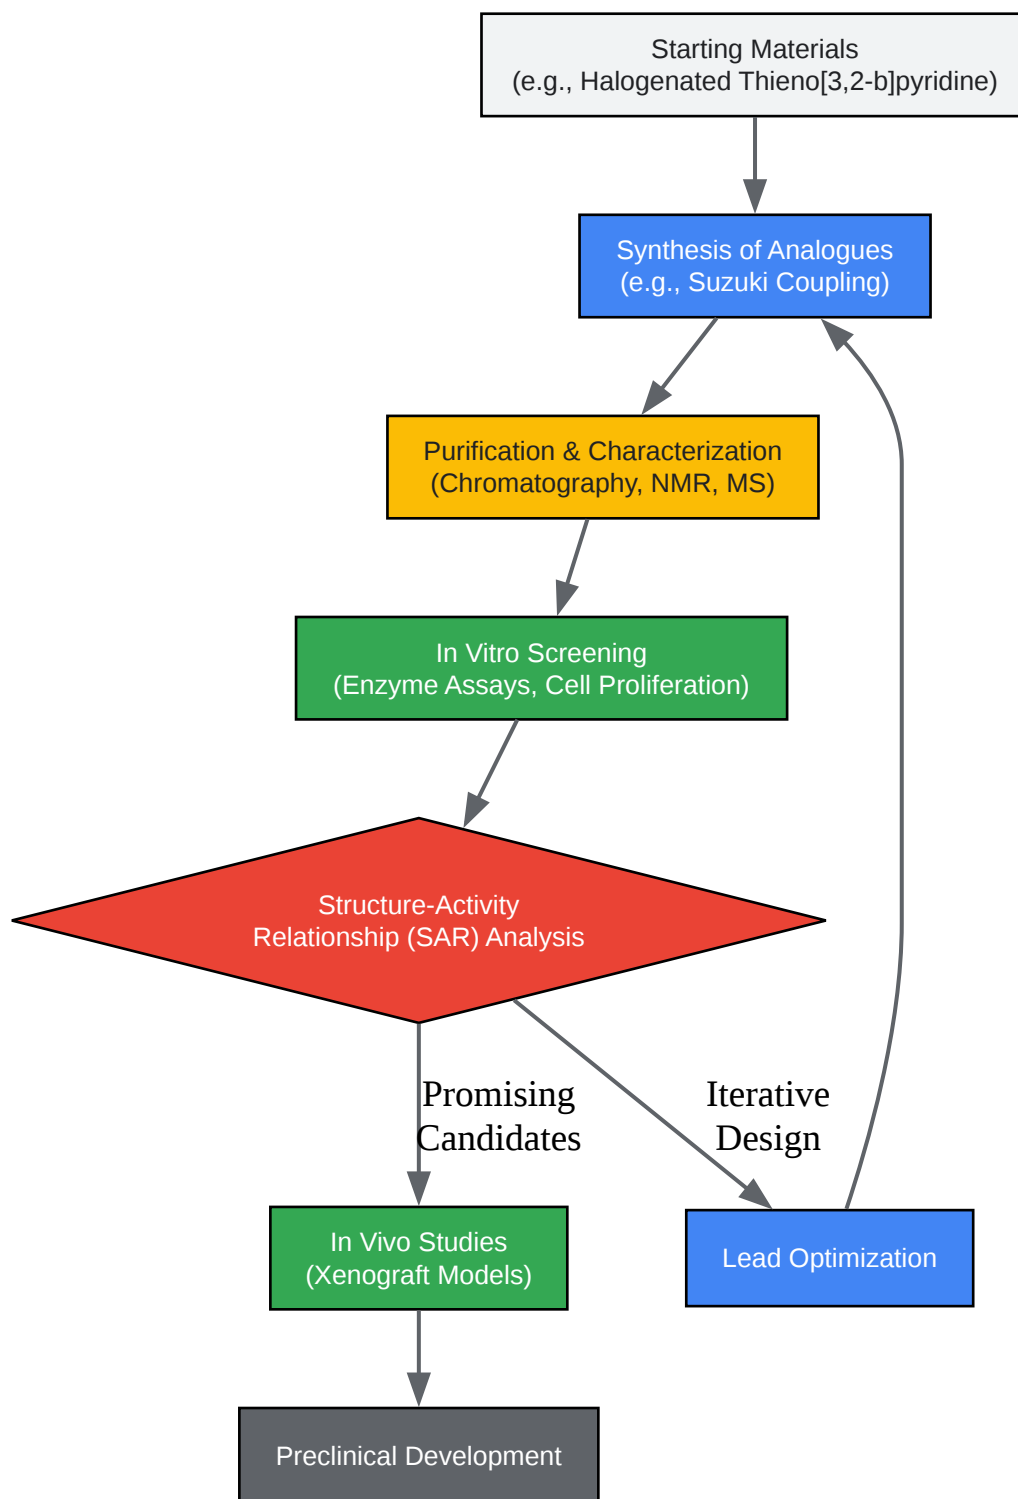 Starting Materials
(e.g., Halogenated Thieno[3,2-b]pyridine)
Synthesis of Analogues
(e.g., Suzuki Coupling)
Purification & Characterization
(Chromatography, NMR, MS)
In Vitro Screening
(Enzyme Assays, Cell Proliferation)
Structure-Activity
Relationship (SAR) Analysis
Promising
Candidates
Iterative
Design
In Vivo Studies
(Xenograft Models)
Lead Optimization
Preclinical Development